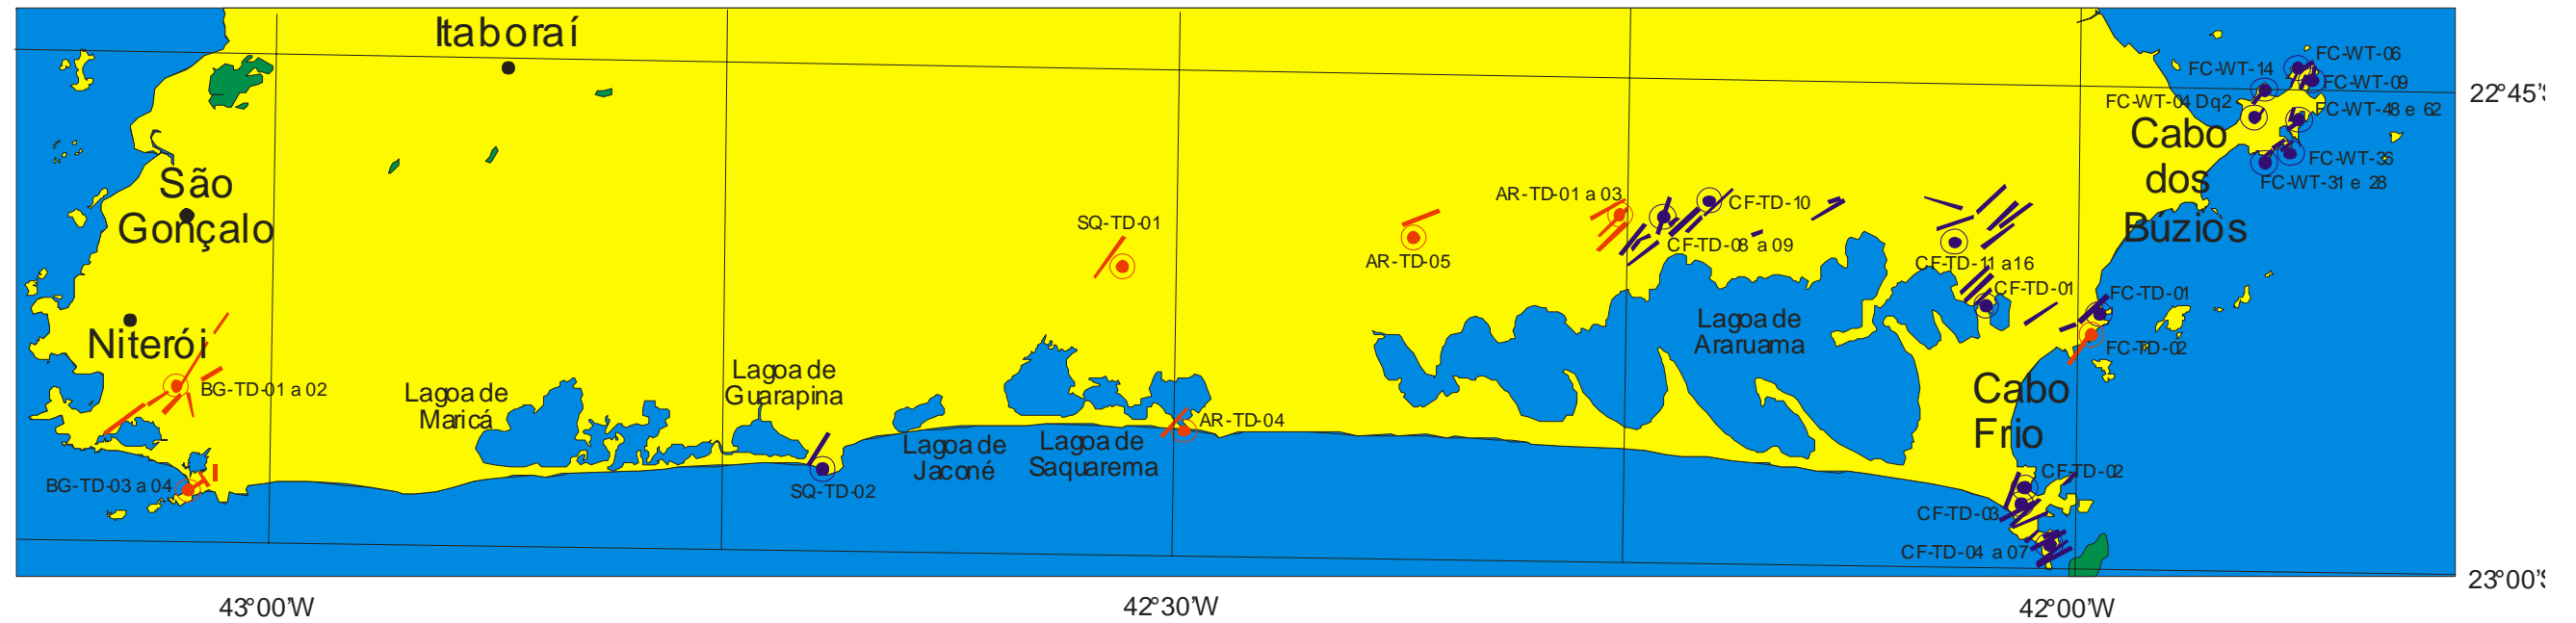 Itaboraí
FC-WT-06
FC-WT-14
FC-WT-09
22°45'S
FC-WT-04 Dq2
FC-WT-48 e 62
Cabo
dos
Búzios
FC-WT-36
FC-WT-31 e 28
São
Gonçalo
AR-TD-01 a 03
CF-TD-10
SQ-TD-01
CF-TD-08 a 09
AR-TD-05
CF-TD-11 a16
CF-TD-01
FC-TD-01
Niterói
Lagoa de
Araruama
FC-TD-02
BG-TD-01 a 02
Lagoa de
Maricá
Lagoa de
Guarapina
Cabo
Frio
AR-TD-04
Lagoa de
Jaconé
Lagoa de
Saquarema
BG-TD-03 a 04
SQ-TD-02
CF-TD-02
CF-TD-03
CF-TD-04 a 07
23°00'S
43°00'W
42°30'W
42°00'W